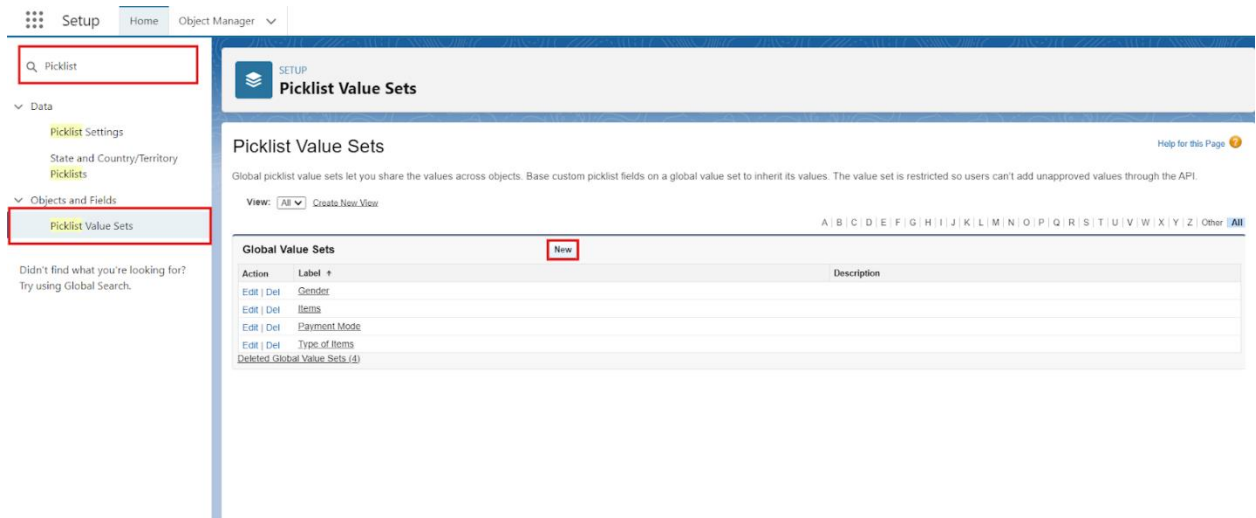 Setup Home Object Manager
Picklist
Data
Picklist Settings
State and Country/Territory
Picklists
Objects and Fields
Picklist Value Sets
Didn't find what you're looking for?
Try using Global Search.
SETUP
Picklist Value Sets
Picklist Value Sets
Help for this Page ?
Global picklist value sets let you share the values across objects. Base custom picklist fields on a global value set to inherit its values. The value set is restricted so users can't add unapproved values through the API.
View: All Create New View
A | B | C | D | E | F | G | H | I | J | K | L | M | N | O | P | Q | R | S | T | U | V | W | X | Y | Z | Other All
Global Value Sets New
Action Label Description
Edit | Del Gender
Edit | Del Items
Edit | Del Payment Mode
Edit | Del Type of Items
Deleted Global Value Sets (4)